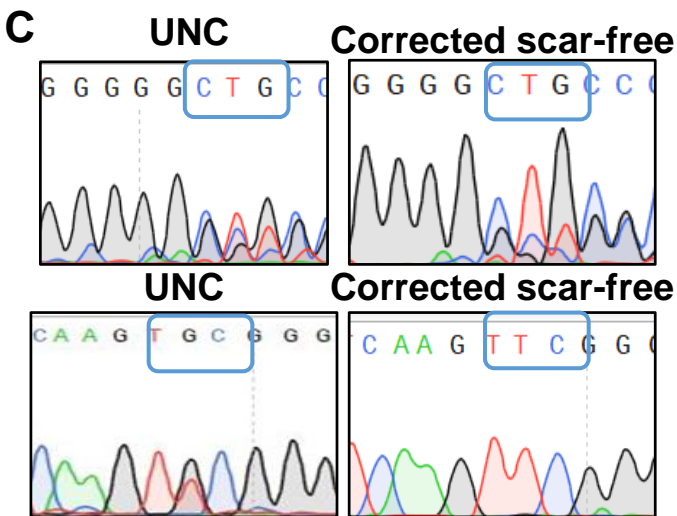 C
UNC
Corrected scar-free
G G G G G C T G C C
G G G G C T G C C
UNC
Corrected scar-free
C A A G T G C G G G
T C A A G T T C G G